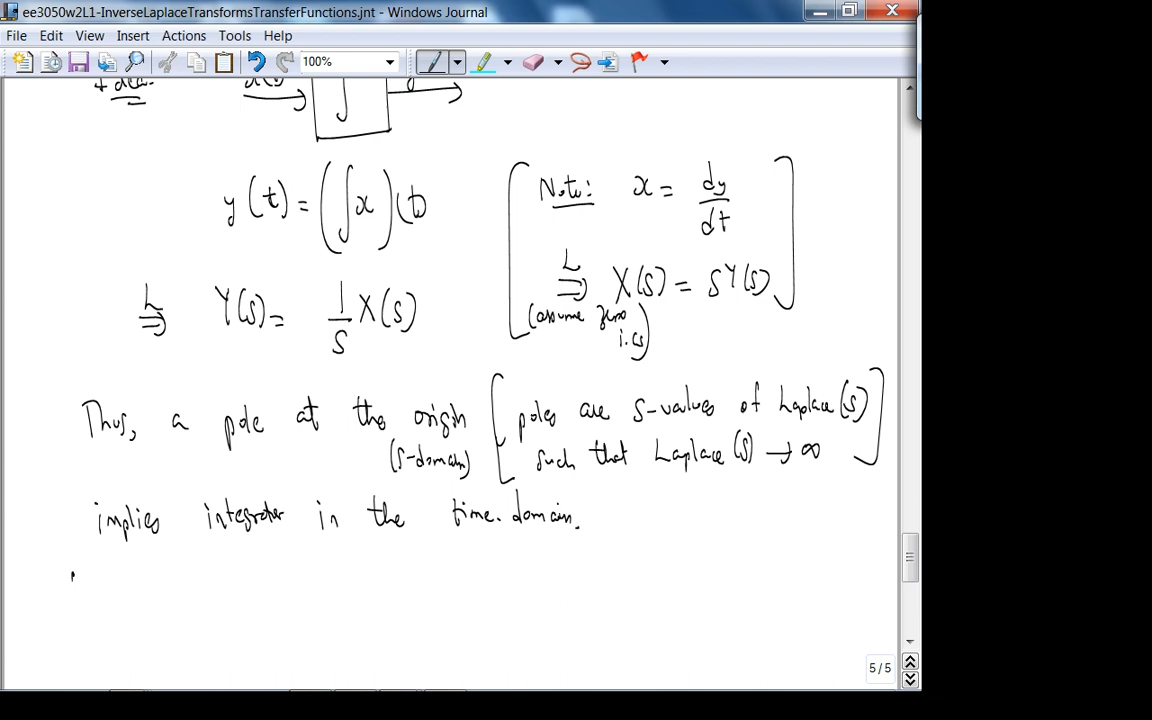 ee3050w2L1-InverseLaplaceTransformsTransferFunctions.jnt - Windows Journal
File Edit View Insert Actions Tools Help
100%
y(t) = (∫x)(t)
Note: x = dy/dt
L⇒ X(s) = sY(s)
(assume zero i.cs)
L⇒ Y(s) = 1/s X(s)
Thus, a pole at the origin [poles are s-values of Laplace(s)
(s-domain) such that Laplace(s) → ∞]
implies integrator in the time-domain.
5 / 5